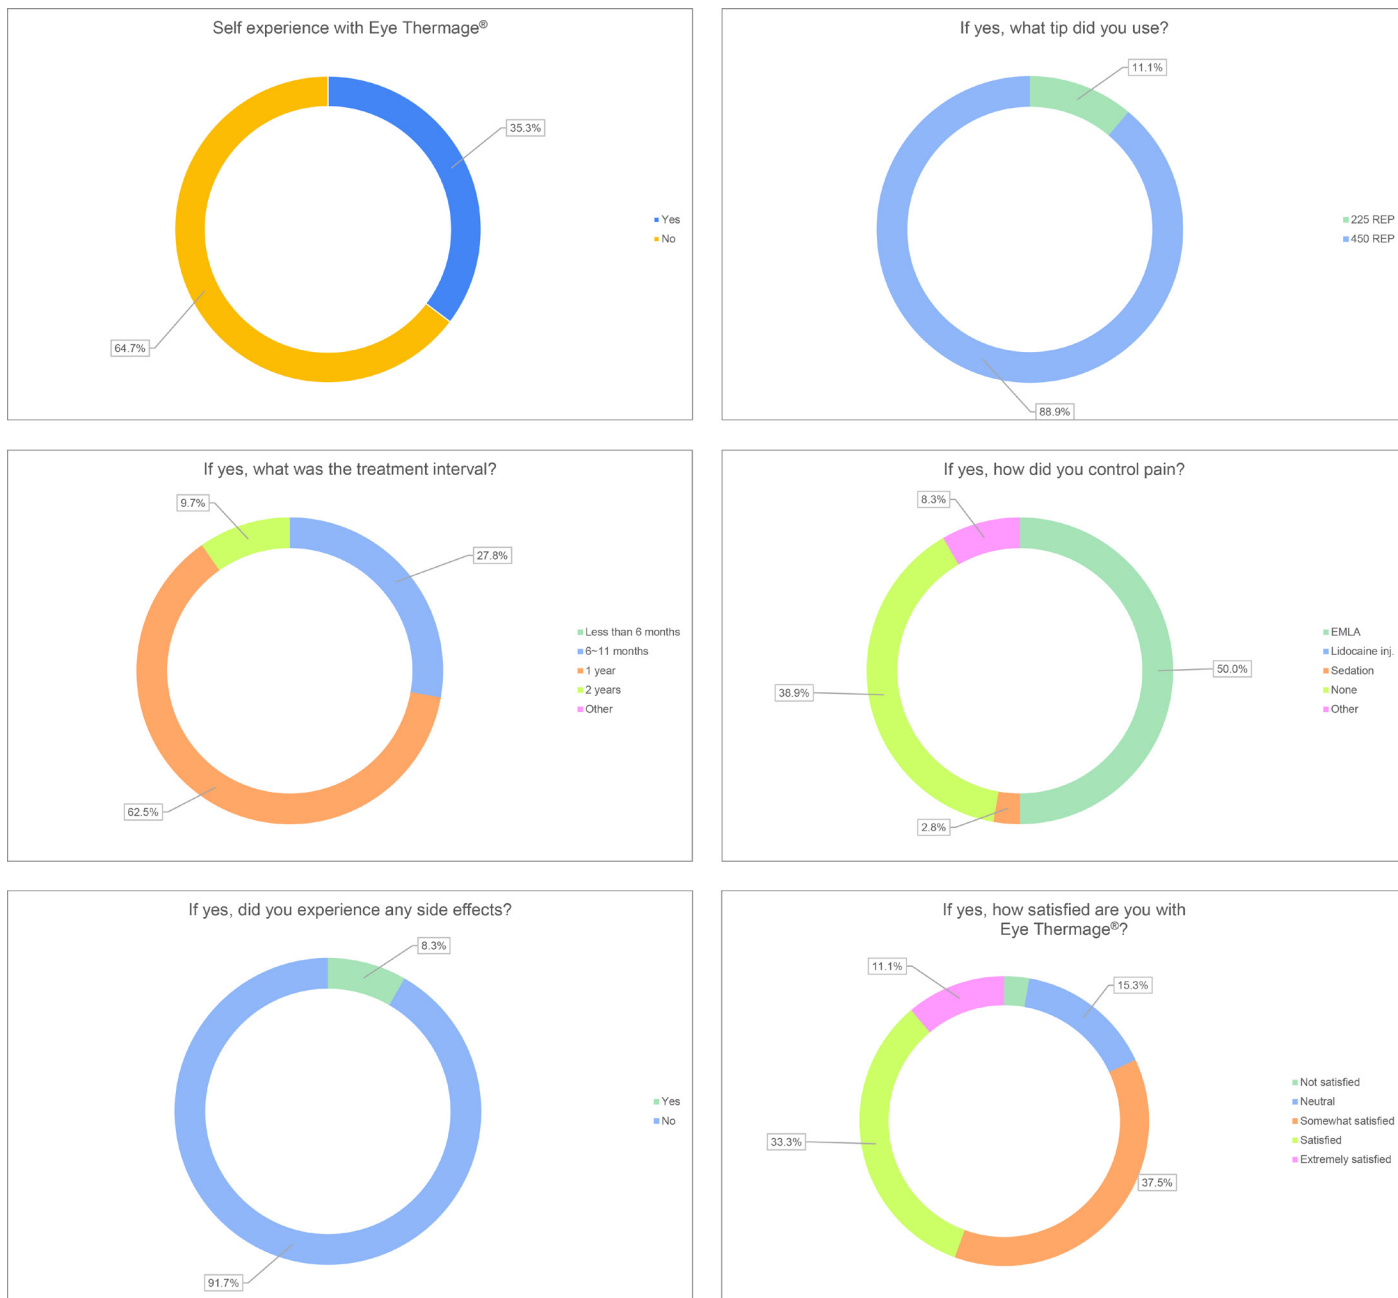 Self experience with Eye Thermage®
35.3%
64.7%
Yes
No
If yes, what tip did you use?
11.1%
88.9%
225 REP
450 REP
If yes, what was the treatment interval?
9.7%
27.8%
62.5%
Less than 6 months
6~11 months
1 year
2 years
Other
If yes, how did you control pain?
8.3%
50.0%
38.9%
2.8%
EMLA
Lidocaine inj.
Sedation
None
Other
If yes, did you experience any side effects?
8.3%
91.7%
Yes
No
If yes, how satisfied are you with
Eye Thermage®?
11.1%
15.3%
33.3%
37.5%
Not satisfied
Neutral
Somewhat satisfied
Satisfied
Extremely satisfied